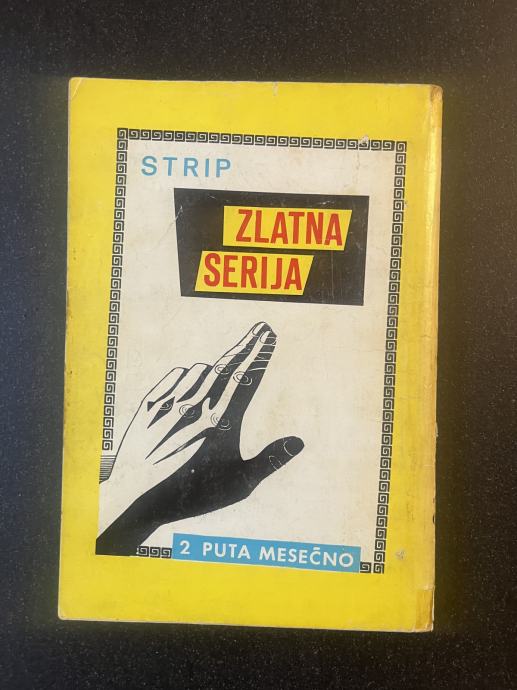 STRIP
ZLATNA
SERIJA
2 PUTA MESEČNO